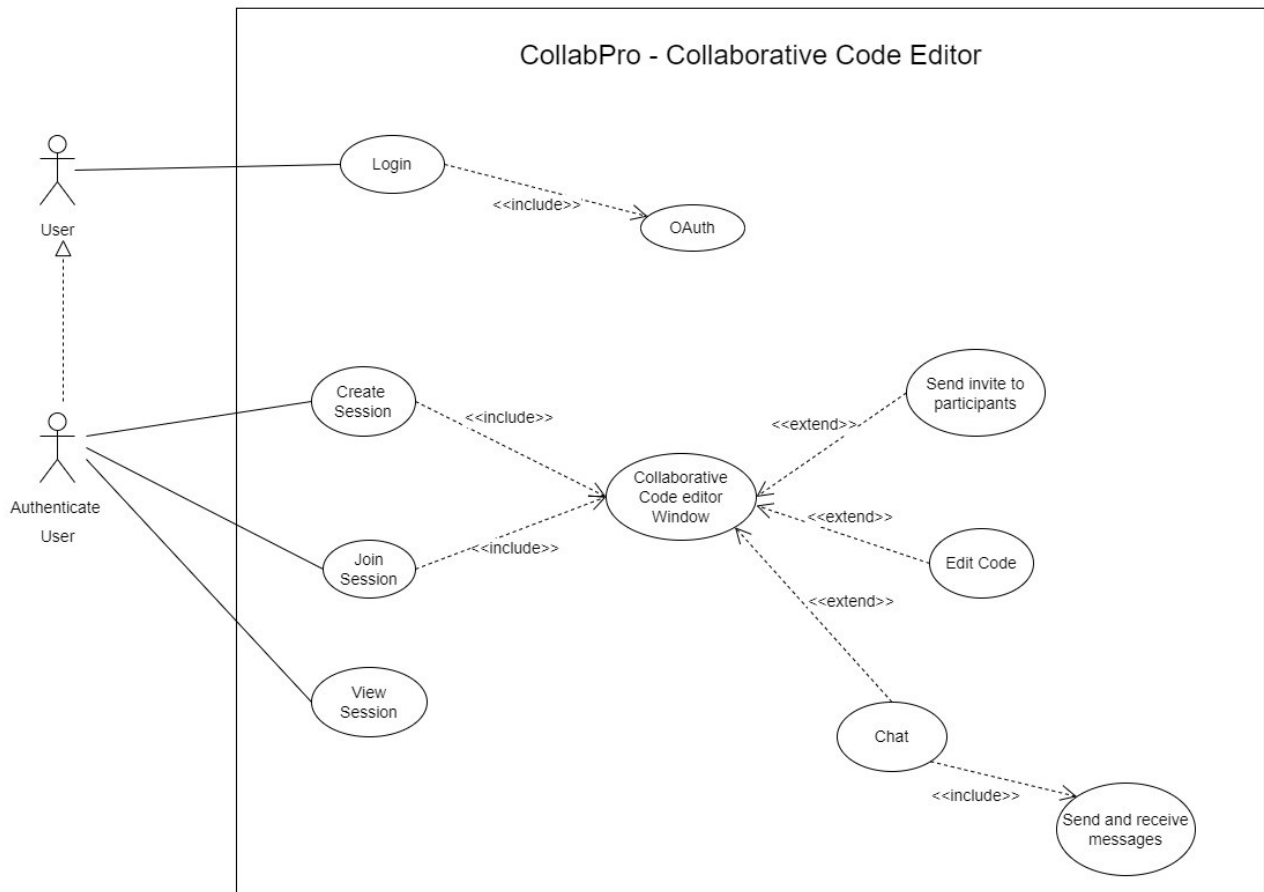 CollabPro - Collaborative Code Editor
Login
User
<<include>>
OAuth
Create
Session
<<include>>
Send invite to
participants
<<extend>>
Authenticate
User
Collaborative
Code editor
Window
<<extend>>
Join
Session
<<include>>
Edit Code
<<extend>>
View
Session
Chat
<<include>>
Send and receive
messages